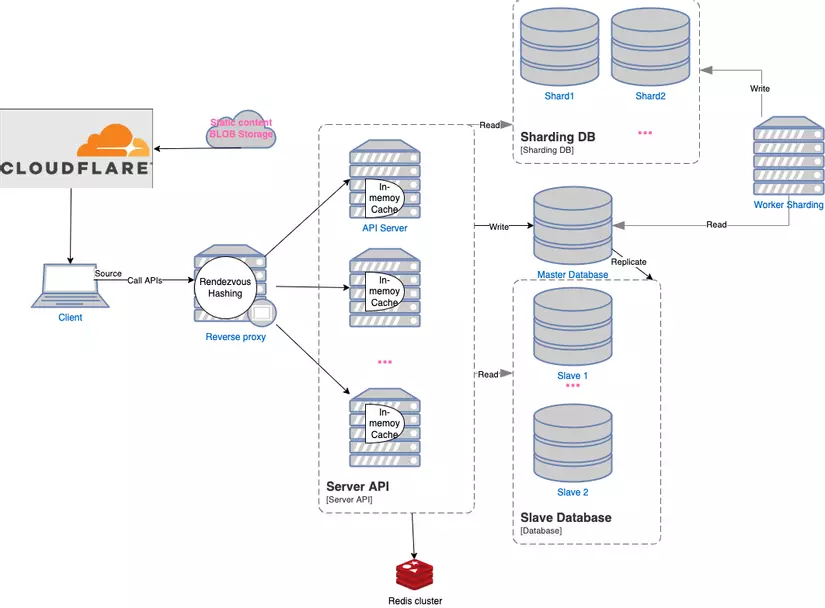 Shard1
Shard2
•••
Sharding DB
[Sharding DB]
Write
Worker Sharding
Read
Static content
BLOB Storage
CLOUDFLARE
Read
In-
memoy
Cache
API Server
Write
Master Database
Read
Replicate
Client
Source
Call APIs
Rendezvous
Hashing
Reverse proxy
In-
memoy
Cache
•••
In-
memoy
Cache
Server API
[Server API]
Slave 1
•••
Slave 2
Slave Database
[Database]
Redis cluster